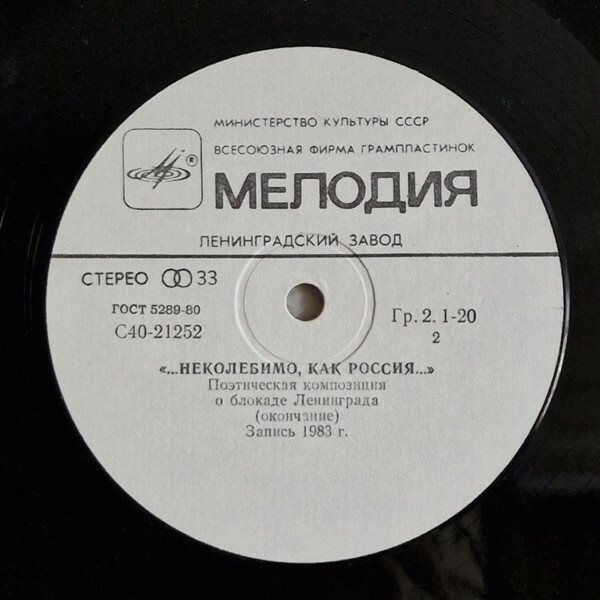 МИНИСТЕРСТВО КУЛЬТУРЫ СССР
ВСЕСОЮЗНАЯ ФИРМА ГРАМПЛАСТИНОК
®
МЕЛОДИЯ
ЛЕНИНГРАДСКИЙ ЗАВОД
СТЕРЕО 33
ГОСТ 5289-80
С40-21252
Гр. 2. 1-20
2
«...НЕКОЛЕБИМО, КАК РОССИЯ...»
Поэтическая композиция
о блокаде Ленинграда
(окончание)
Запись 1983 г.